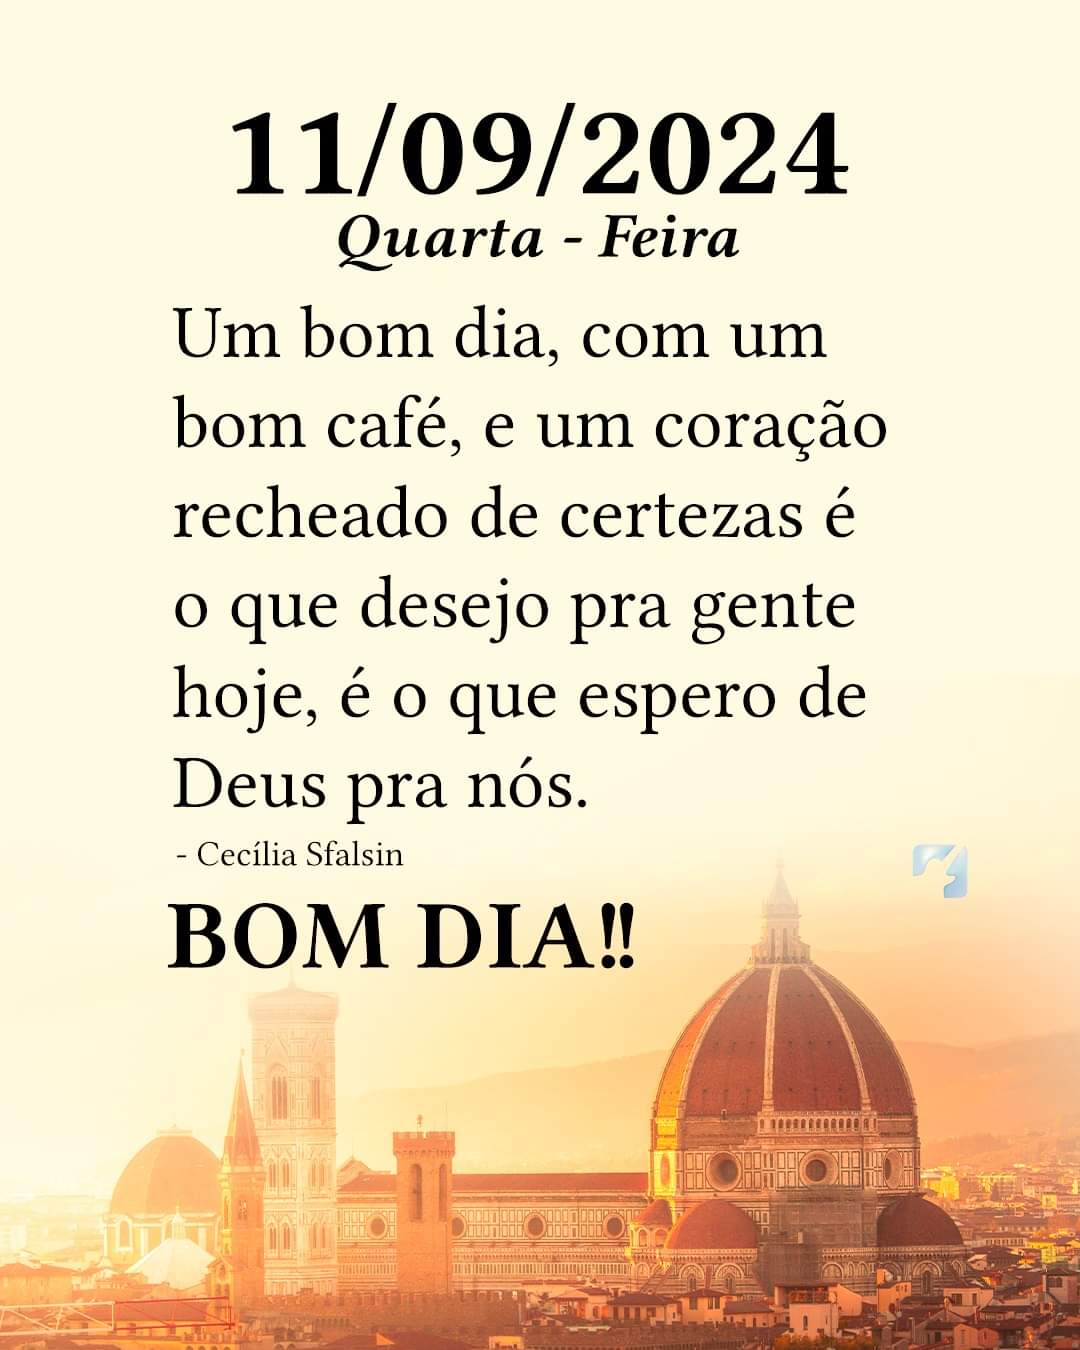 11/09/2024
Quarta - Feira
Um bom dia, com um
bom café, e um coração
recheado de certezas é
o que desejo pra gente
hoje, é o que espero de
Deus pra nós.
- Cecília Sfalsin
BOM DIA!!